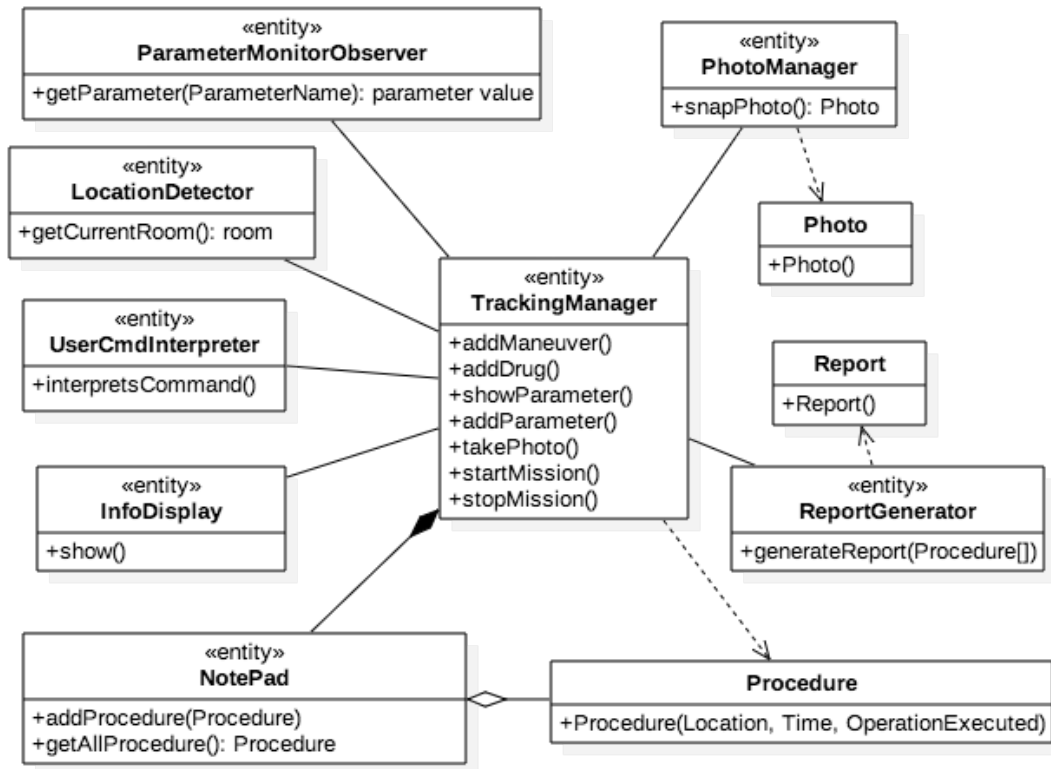 «entity»
ParameterMonitorObserver
+getParameter(ParameterName): parameter value
«entity»
PhotoManager
+snapPhoto(): Photo
«entity»
LocationDetector
+getCurrentRoom(): room
Photo
+Photo()
«entity»
TrackingManager
+addManeuver()
+addDrug()
+showParameter()
+addParameter()
+takePhoto()
+startMission()
+stopMission()
«entity»
UserCmdInterpreter
+interpretsCommand()
Report
+Report()
«entity»
InfoDisplay
+show()
«entity»
ReportGenerator
+generateReport(Procedure[])
«entity»
NotePad
+addProcedure(Procedure)
+getAllProcedure(): Procedure
Procedure
+Procedure(Location, Time, OperationExecuted)